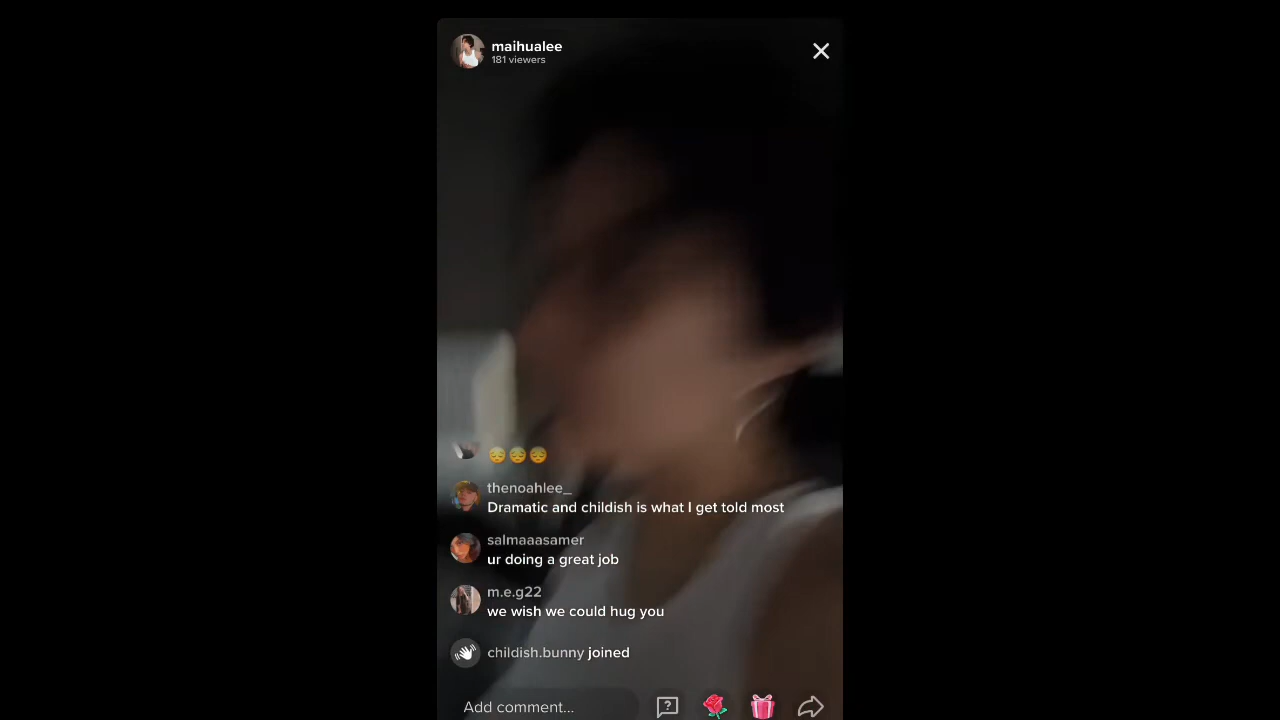 maihualee
181 viewers
😔😔😔
thenoahlee_
Dramatic and childish is what I get told most
salmaaasamer
ur doing a great job
m.e.g22
we wish we could hug you
childish.bunny joined
Add comment...